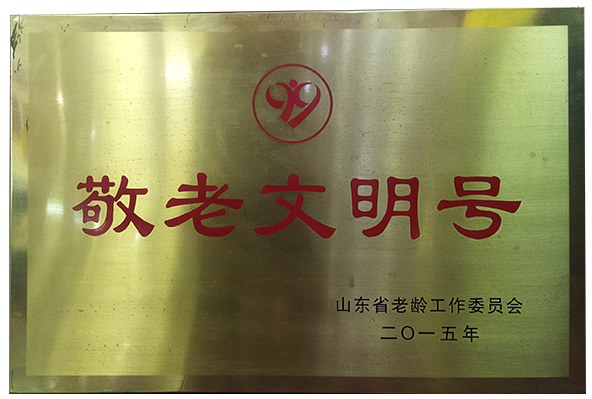 敬老文明号
山东省老龄工作委员会
二〇一五年